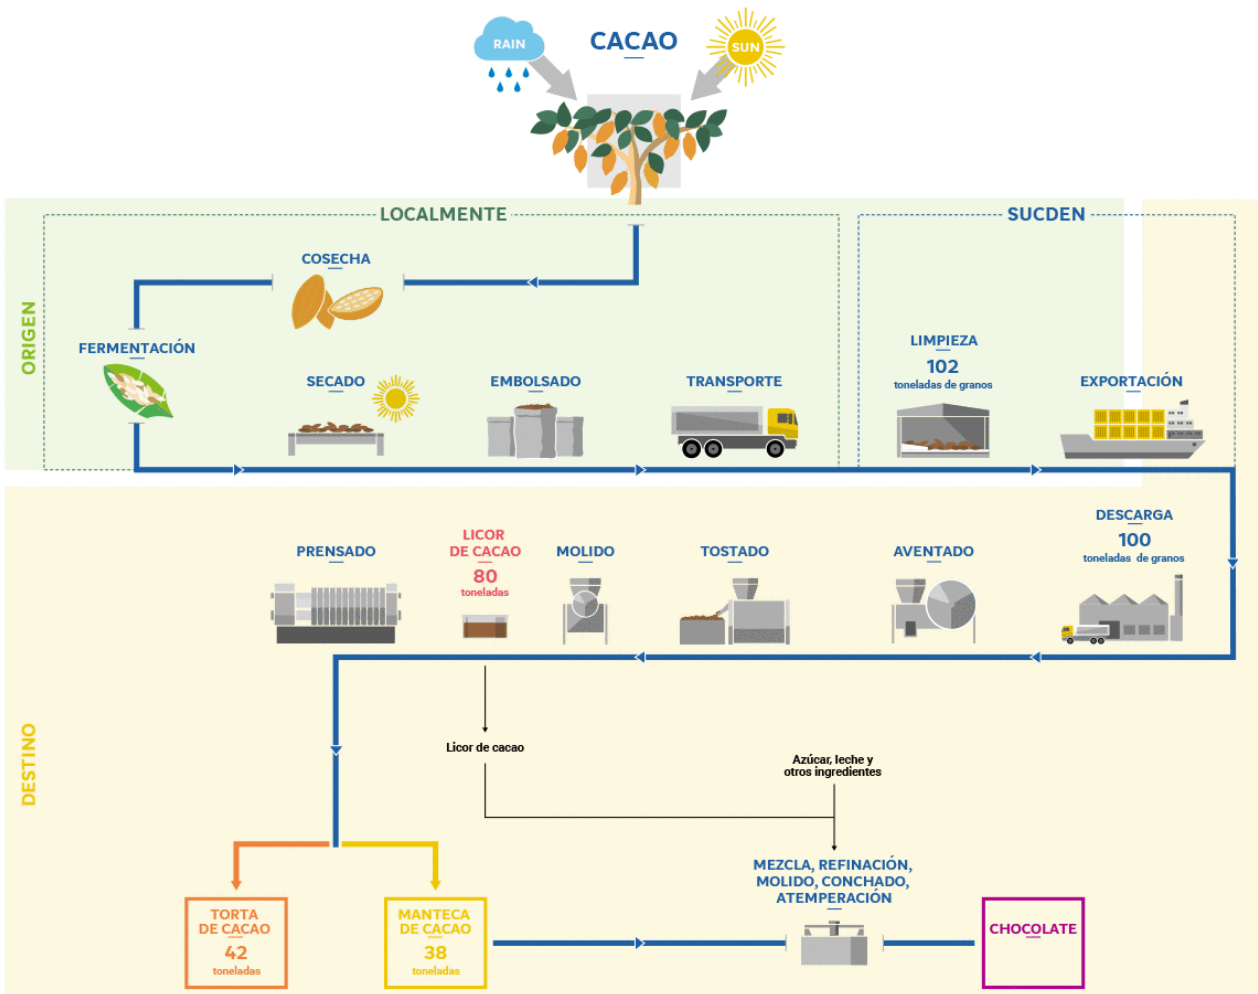 RAIN
CACAO
SUN
LOCALMENTE
SUCDEN
ORIGEN
COSECHA
FERMENTACIÓN
SECADO
EMBOLSADO
TRANSPORTE
LIMPIEZA
102
toneladas de granos
EXPORTACIÓN
DESTINO
DESCARGA
100
toneladas de granos
AVENTADO
TOSTADO
MOLIDO
LICOR
DE CACAO
80
toneladas
PRENSADO
Licor de cacao
Azúcar, leche y
otros ingredientes
MEZCLA, REFINACIÓN,
MOLIDO, CONCHADO,
ATEMPERACIÓN
TORTA
DE CACAO
42
toneladas
MANTECA
DE CACAO
38
toneladas
CHOCOLATE